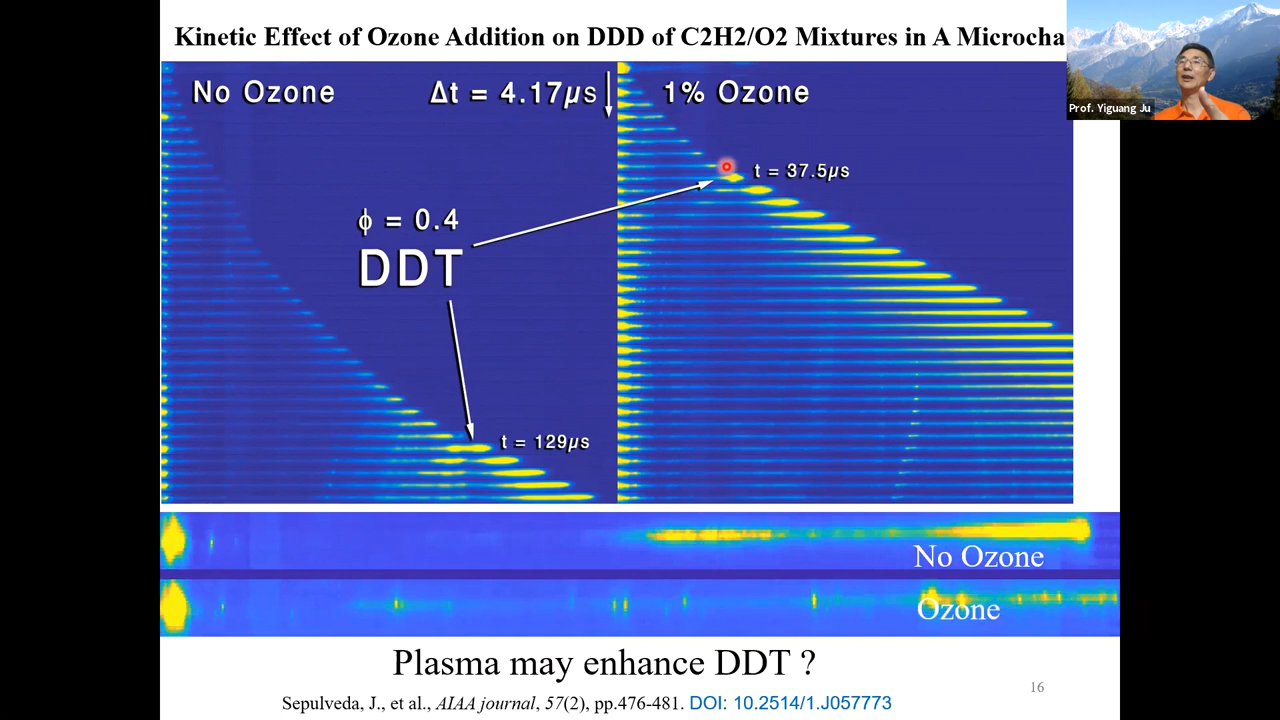 Kinetic Effect of Ozone Addition on DDD of C2H2/O2 Mixtures in A Microcha
Prof. Yiguang Ju
No Ozone
Δt = 4.17μs
1% Ozone
t = 37.5μs
ϕ = 0.4
DDT
t = 129μs
No Ozone
Ozone
Plasma may enhance DDT ?
16
Sepulveda, J., et al., AIAA journal, 57(2), pp.476-481. DOI: 10.2514/1.J057773